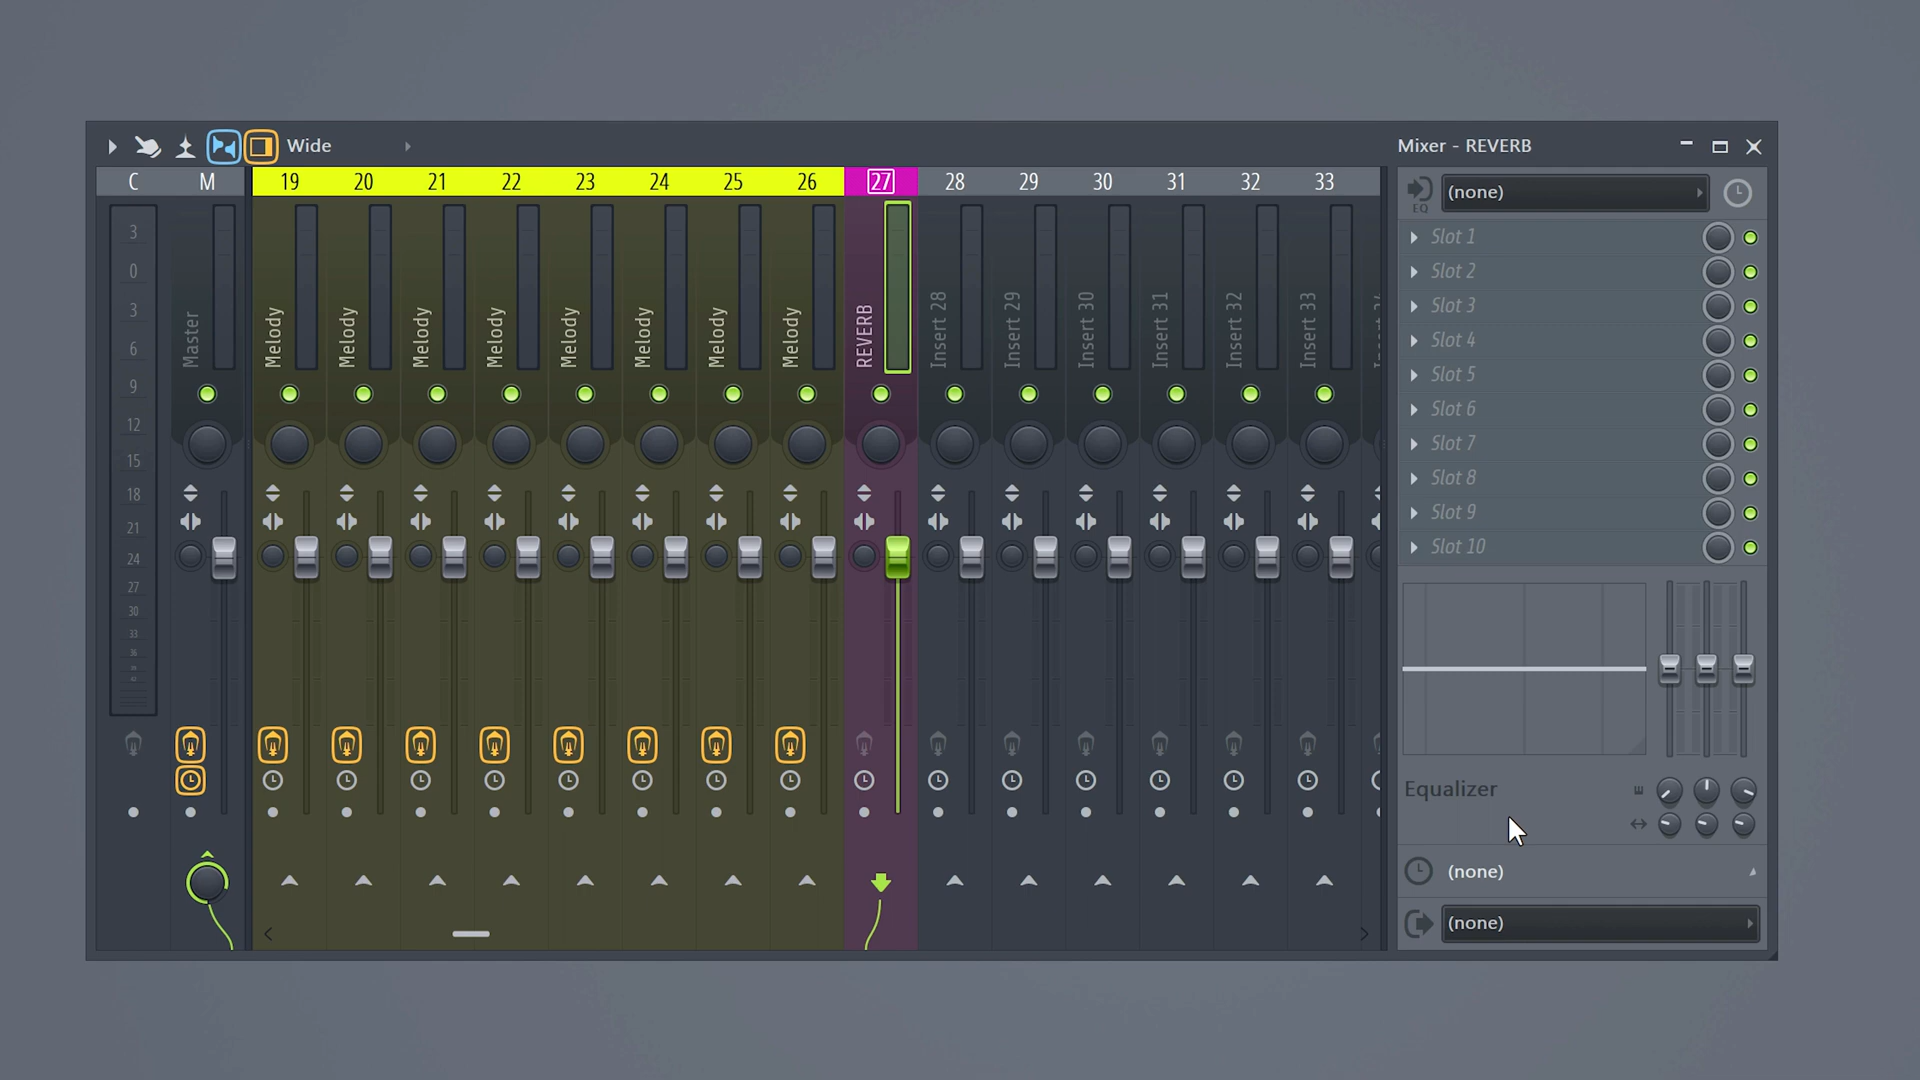 Wide
Mixer - REVERB
C M 19 20 21 22 23 24 25 26 27 28 29 30 31 32 33
(none)
EQ
Slot 1
Slot 2
Slot 3
Slot 4
Slot 5
Slot 6
Slot 7
Slot 8
Slot 9
Slot 10
3
0
3
6
9
12
15
18
21
24
27
30
33
36
Master
Melody
Melody
Melody
Melody
Melody
Melody
Melody
Melody
REVERB
Insert 28
Insert 29
Insert 30
Insert 31
Insert 32
Insert 33
Equalizer
(none)
(none)